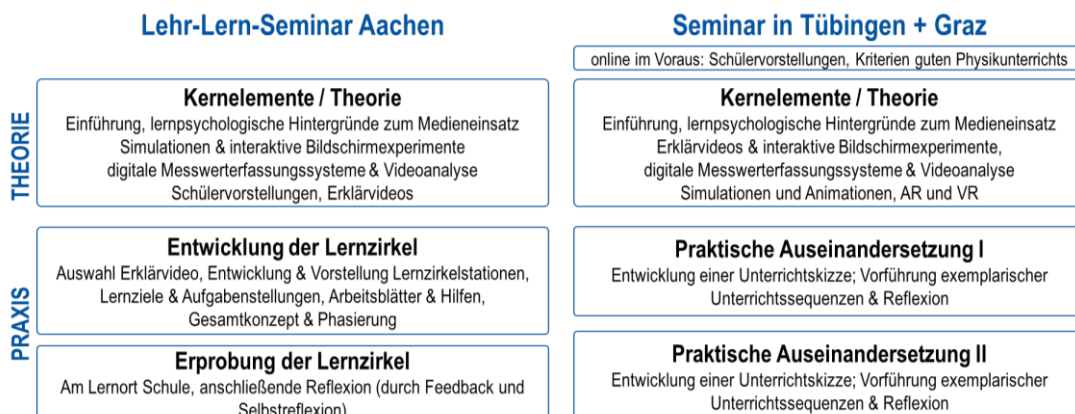 Lehr-Lern-Seminar Aachen
THEORIE
Kernelemente / Theorie
Einführung, lernpsychologische Hintergründe zum Medieneinsatz
Simulationen & interaktive Bildschirmexperimente
digitale Messwerterfassungssysteme & Videoanalyse
Schülervorstellungen, Erklärvideos
PRAXIS
Entwicklung der Lernzirkel
Auswahl Erklärvideo, Entwicklung & Vorstellung Lernzirkelstationen,
Lernziele & Aufgabenstellungen, Arbeitsblätter & Hilfen,
Gesamtkonzept & Phasierung
Erprobung der Lernzirkel
Am Lernort Schule, anschließende Reflexion (durch Feedback und
Selbstreflexion)
Seminar in Tübingen + Graz
online im Voraus: Schülervorstellungen, Kriterien guten Physikunterrichts
Kernelemente / Theorie
Einführung, lernpsychologische Hintergründe zum Medieneinsatz
Erklärvideos & interaktive Bildschirmexperimente,
digitale Messwerterfassungssysteme & Videoanalyse
Simulationen und Animationen, AR und VR
Praktische Auseinandersetzung I
Entwicklung einer Unterrichtskizze; Vorführung exemplarischer
Unterrichtssequenzen & Reflexion
Praktische Auseinandersetzung II
Entwicklung einer Unterrichtskizze; Vorführung exemplarischer
Unterrichtssequenzen & Reflexion